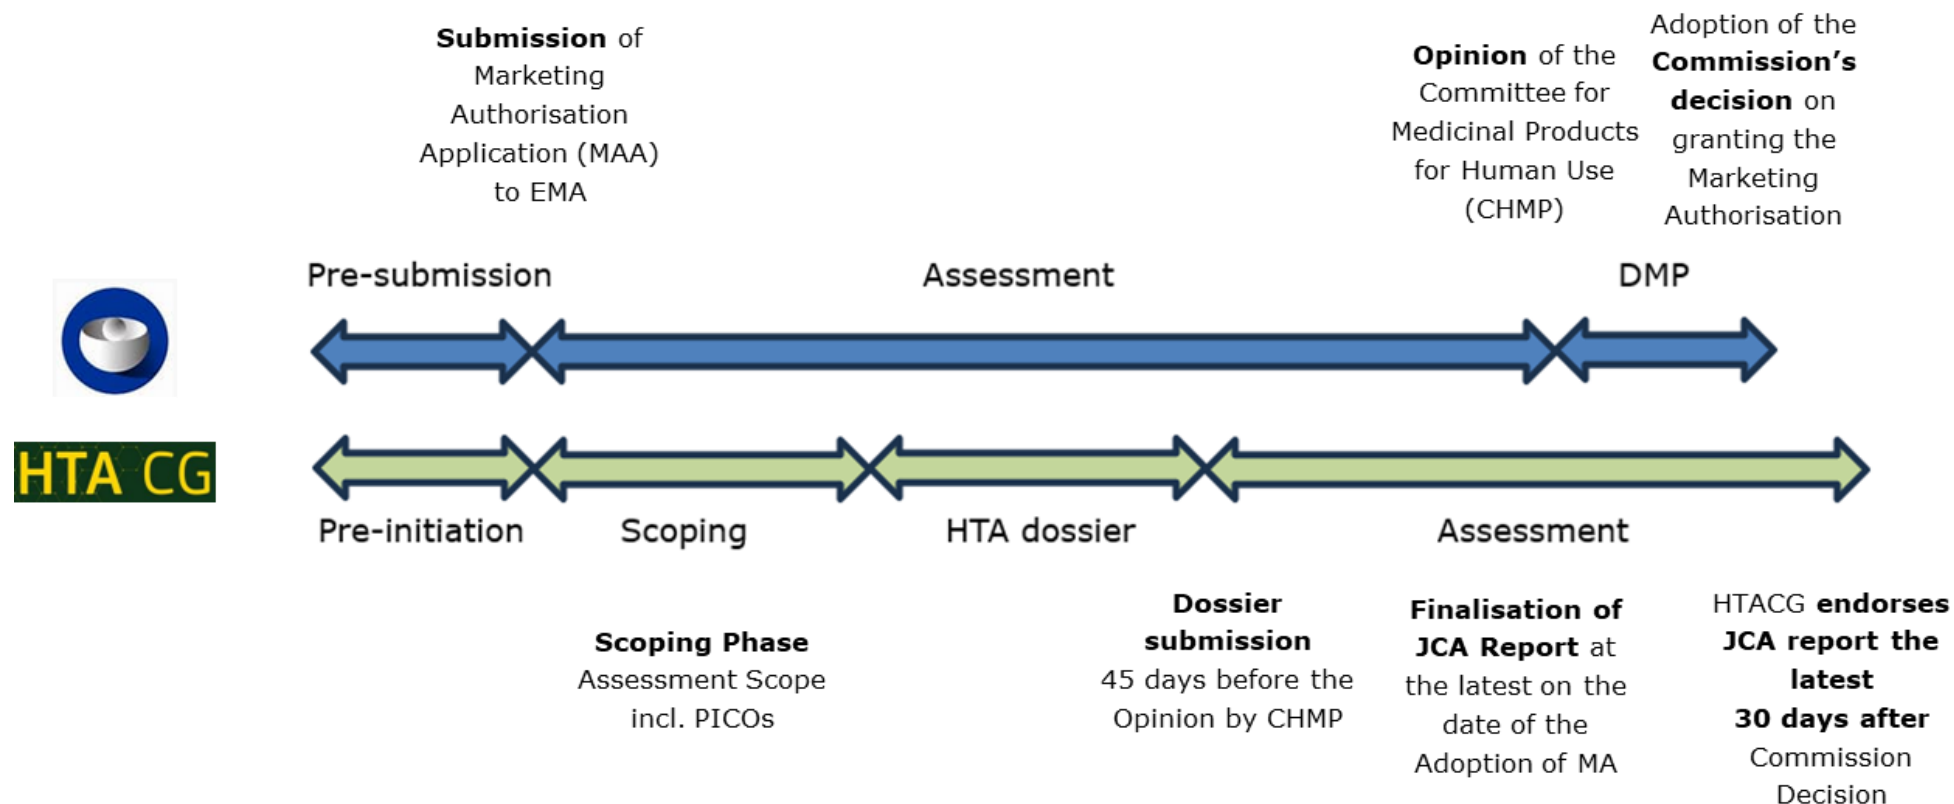 Submission of
Marketing
Authorisation
Application (MAA)
to EMA
Opinion of the
Committee for
Medicinal Products
for Human Use
(CHMP)
Adoption of the
Commission’s
decision on
granting the
Marketing
Authorisation
Pre-submission
Assessment
DMP
HTA CG
Pre-initiation
Scoping
HTA dossier
Assessment
Scoping Phase
Assessment Scope
incl. PICOs
Dossier
submission
45 days before the
Opinion by CHMP
Finalisation of
JCA Report at
the latest on the
date of the
Adoption of MA
HTACG endorses
JCA report the
latest
30 days after
Commission
Decision